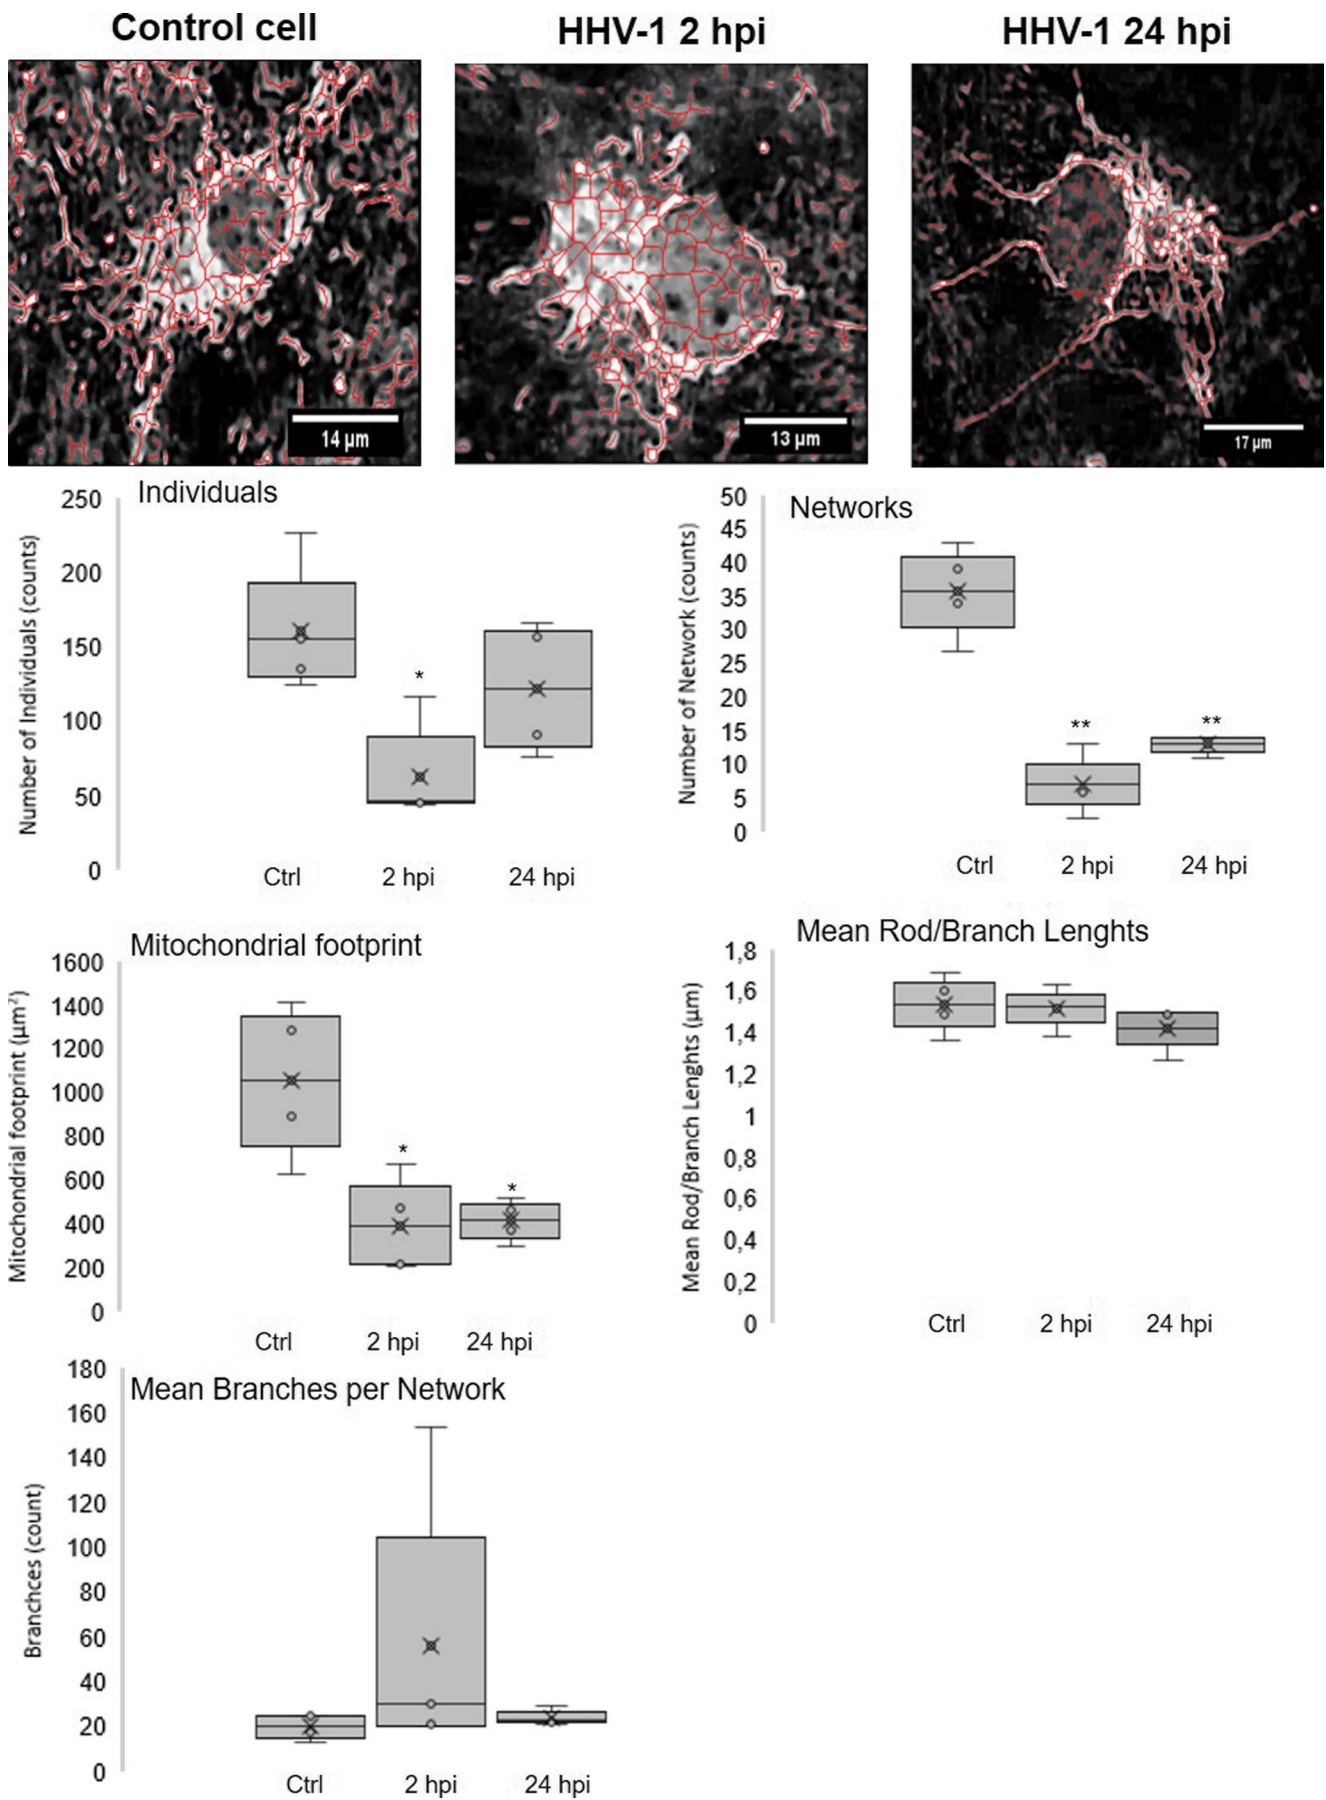 Control cell
HHV-1 2 hpi
HHV-1 24 hpi
14 µm
13 µm
17 µm
Individuals
Number of Individuals (counts)
250
200
150
100
50
0
*
Ctrl
2 hpi
24 hpi
Networks
Number of Network (counts)
50
45
40
35
30
25
20
15
10
5
0
**
**
Ctrl
2 hpi
24 hpi
Mitochondrial footprint
Mitochondrial footprint (µm²)
1600
1400
1200
1000
800
600
400
200
0
*
*
Ctrl
2 hpi
24 hpi
Mean Rod/Branch Lenghts
Mean Rod/Branch Lenghts (µm)
1,8
1,6
1,4
1,2
1
0,8
0,6
0,4
0,2
0
Ctrl
2 hpi
24 hpi
Mean Branches per Network
Branchces (count)
180
160
140
120
100
80
60
40
20
0
Ctrl
2 hpi
24 hpi